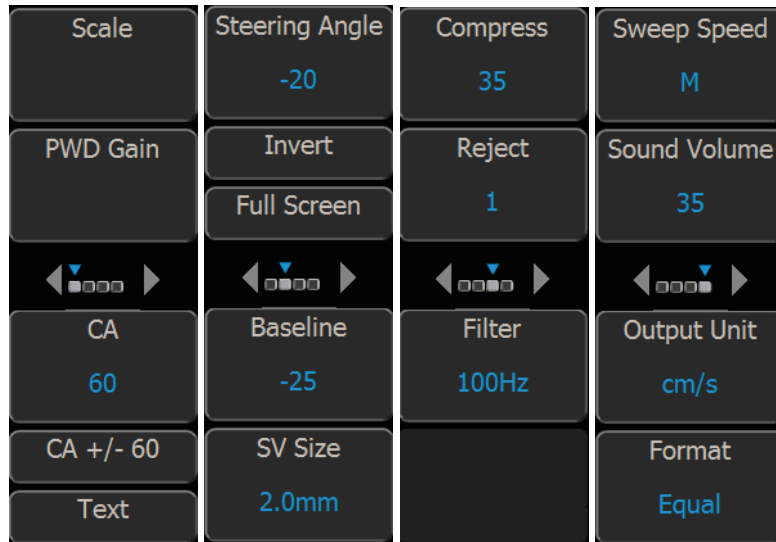 Scale
PWD Gain
CA
60
CA +/- 60
Text
Steering Angle
-20
Invert
Full Screen
Baseline
-25
SV Size
2.0mm
Compress
35
Reject
1
Filter
100Hz
Sweep Speed
M
Sound Volume
35
Output Unit
cm/s
Format
Equal